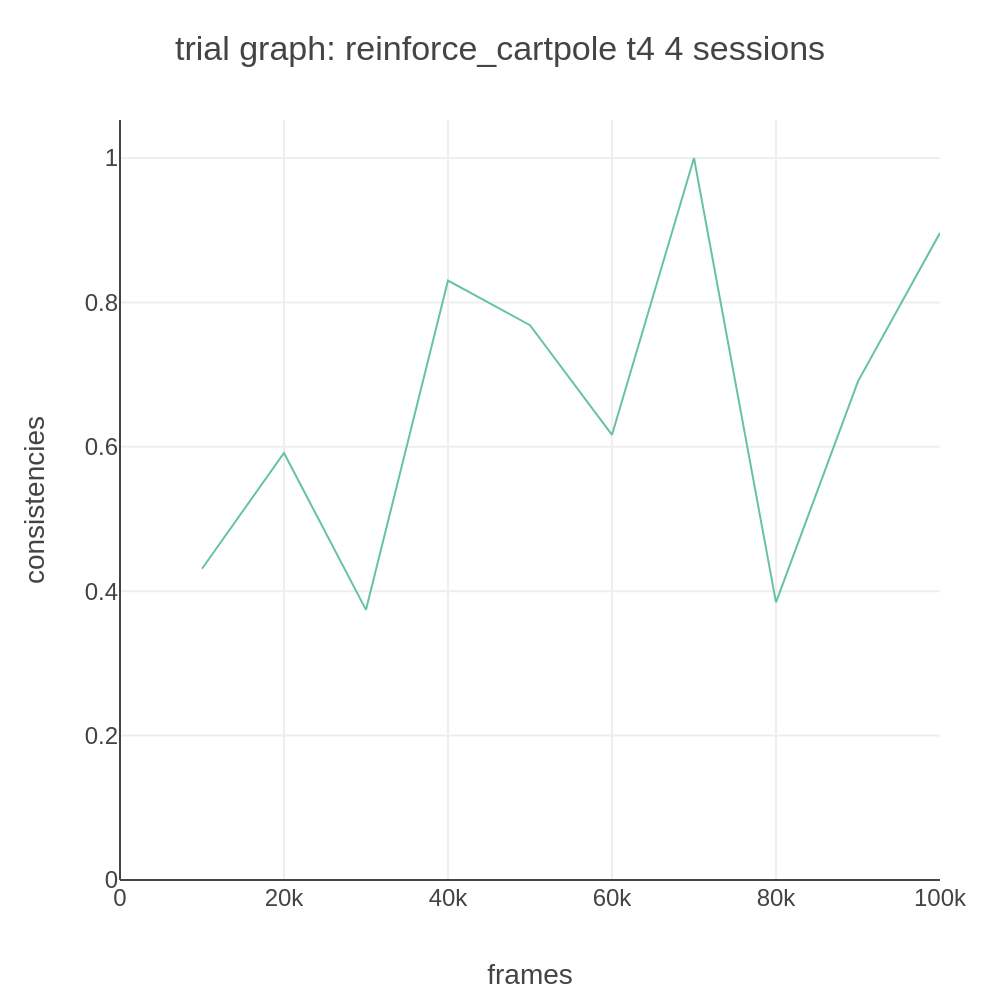 trial graph: reinforce_cartpole t4 4 sessions
consistencies
1
0.8
0.6
0.4
0.2
0
0 20k 40k 60k 80k 100k
frames